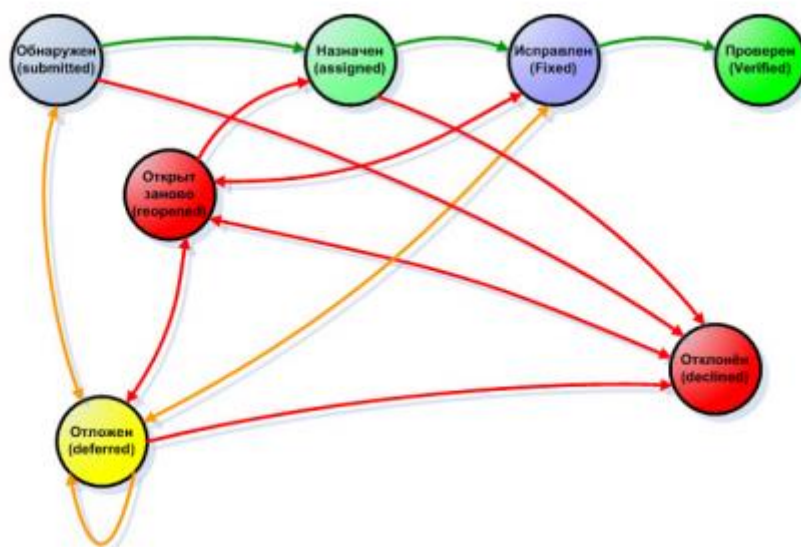 Обнаружен
(submitted)
Назначен
(assigned)
Исправлен
(Fixed)
Проверен
(Verified)
Открыт
заново
(reopened)
Отклонён
(declined)
Отложен
(deferred)